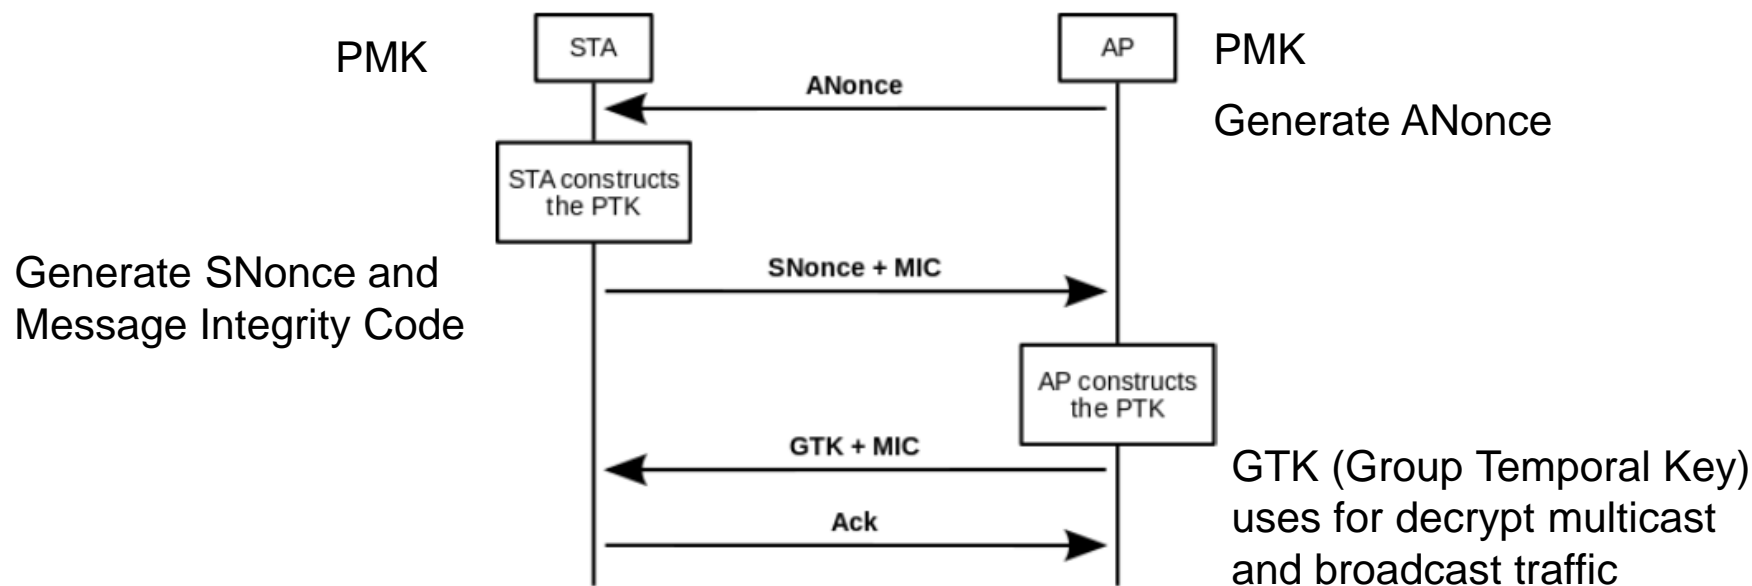 PMK
STA
AP
PMK
ANonce
Generate ANonce
STA constructs
the PTK
Generate SNonce and
Message Integrity Code
SNonce + MIC
AP constructs
the PTK
GTK + MIC
GTK (Group Temporal Key)
uses for decrypt multicast
and broadcast traffic
Ack